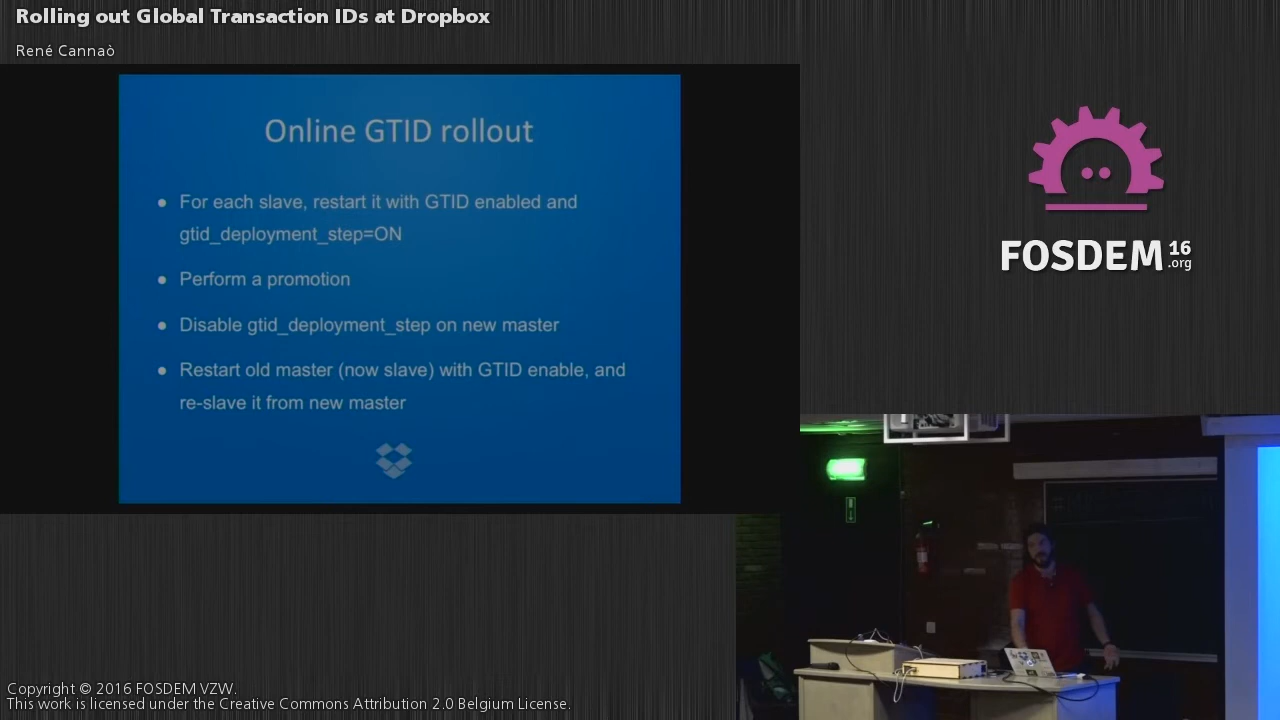 Rolling out Global Transaction IDs at Dropbox
René Cannaò
Online GTID rollout
● For each slave, restart it with GTID enabled and
gtid_deployment_step=ON
● Perform a promotion
● Disable gtid_deployment_step on new master
● Restart old master (now slave) with GTID enable, and
re-slave it from new master
FOSDEM 16
.org
Copyright © 2016 FOSDEM VZW.
This work is licensed under the Creative Commons Attribution 2.0 Belgium License.